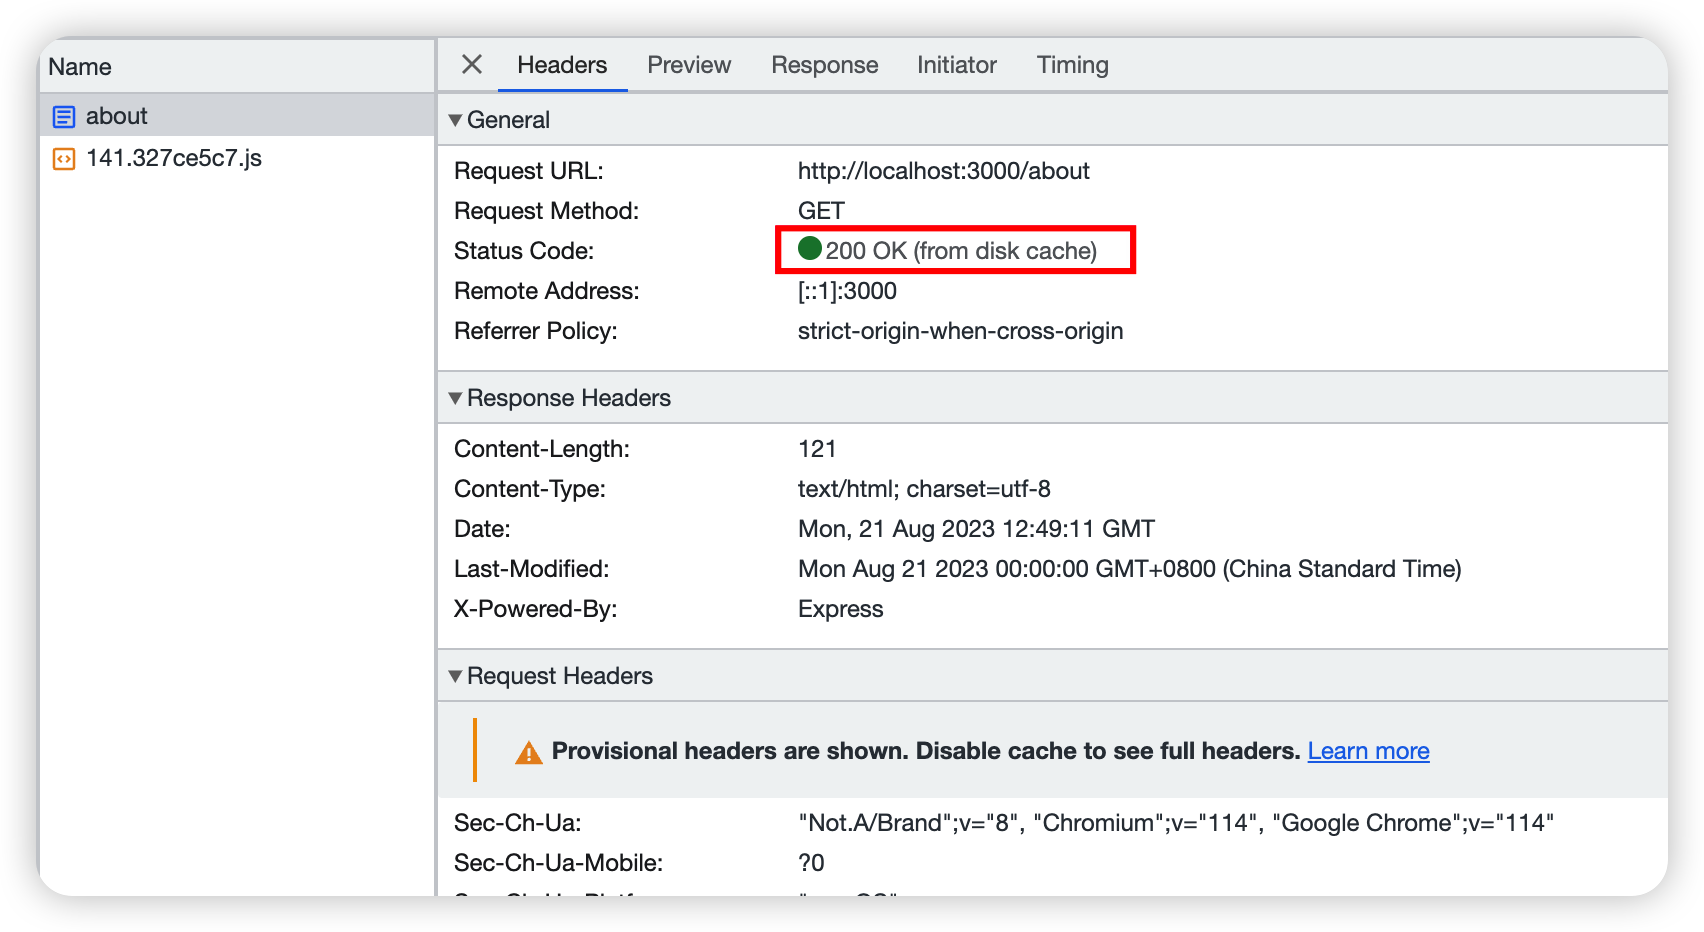 Name
about
141.327ce5c7.js
Headers Preview Response Initiator Timing
General
Request URL: http://localhost:3000/about
Request Method: GET
Status Code: 200 OK (from disk cache)
Remote Address: [::1]:3000
Referrer Policy: strict-origin-when-cross-origin
Response Headers
Content-Length: 121
Content-Type: text/html; charset=utf-8
Date: Mon, 21 Aug 2023 12:49:11 GMT
Last-Modified: Mon Aug 21 2023 00:00:00 GMT+0800 (China Standard Time)
X-Powered-By: Express
Request Headers
Provisional headers are shown. Disable cache to see full headers. Learn more
Sec-Ch-Ua: "Not.A/Brand";v="8", "Chromium";v="114", "Google Chrome";v="114"
Sec-Ch-Ua-Mobile: ?0